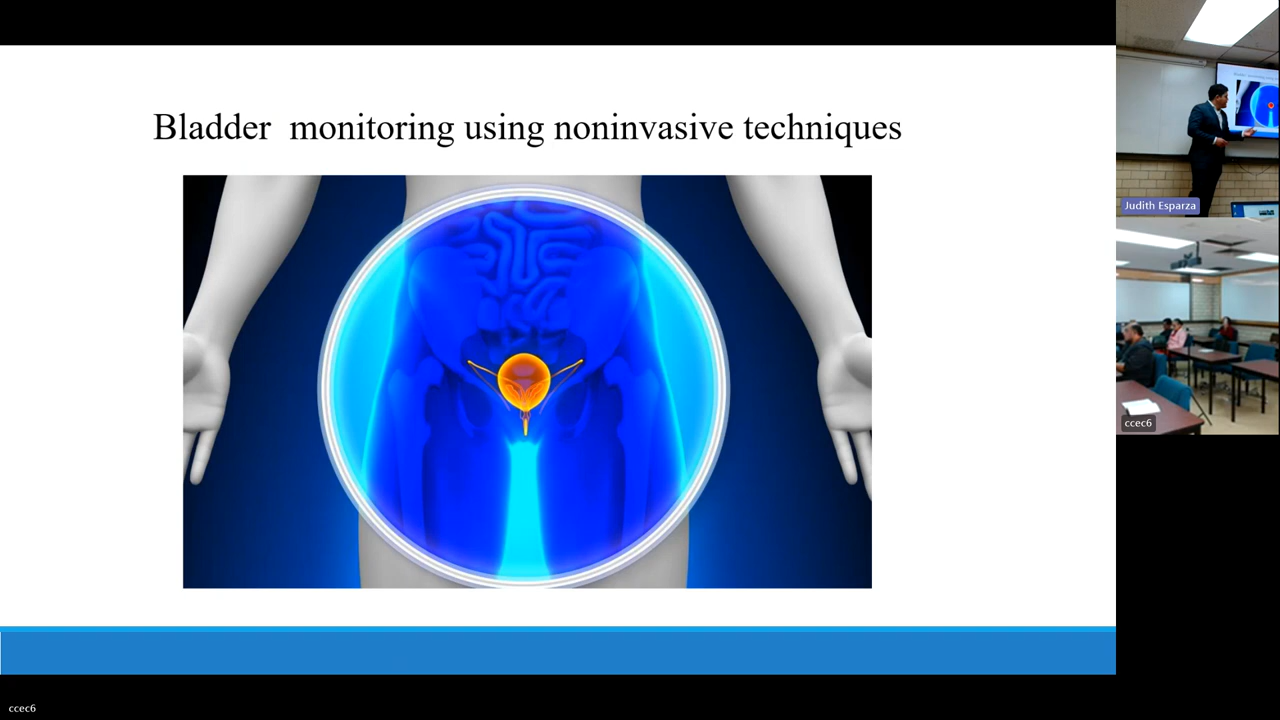 Bladder  monitoring using noninvasive techniques
Judith Esparza
ccec6
ccec6